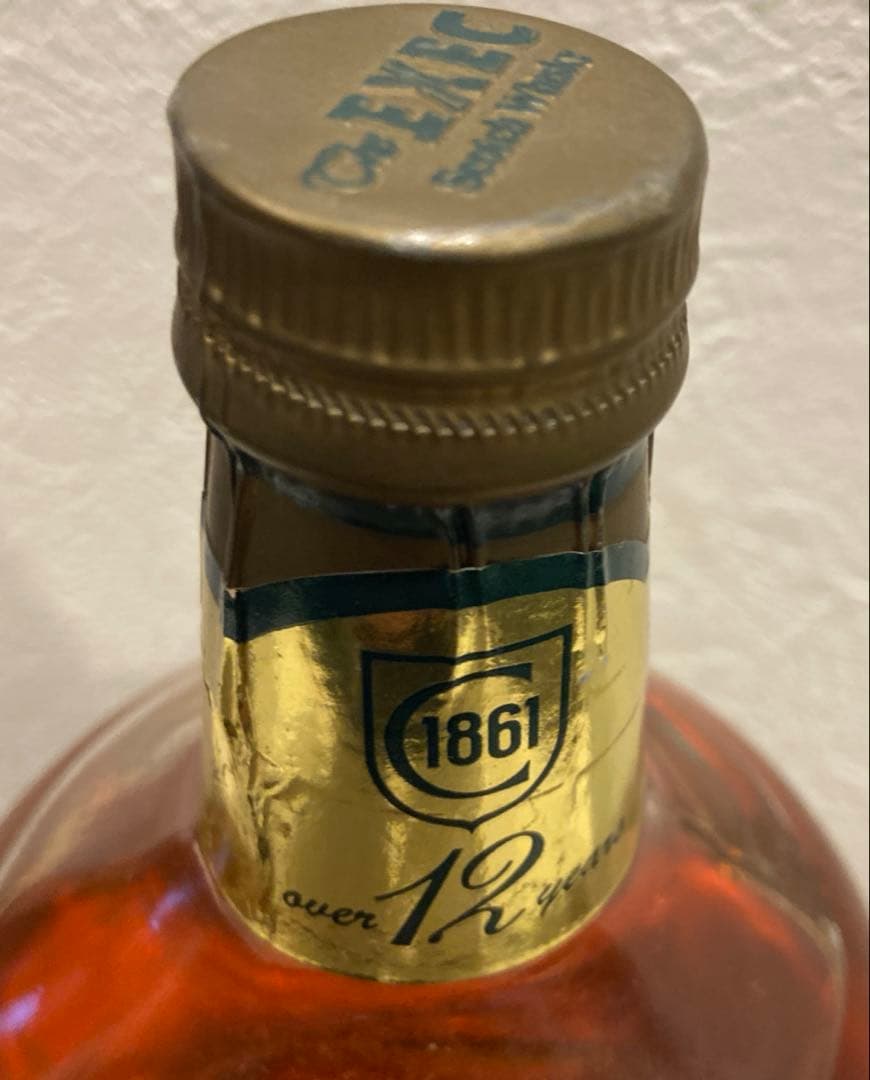 The EXEC
Scotch Whisky
C
1861
over 12 years